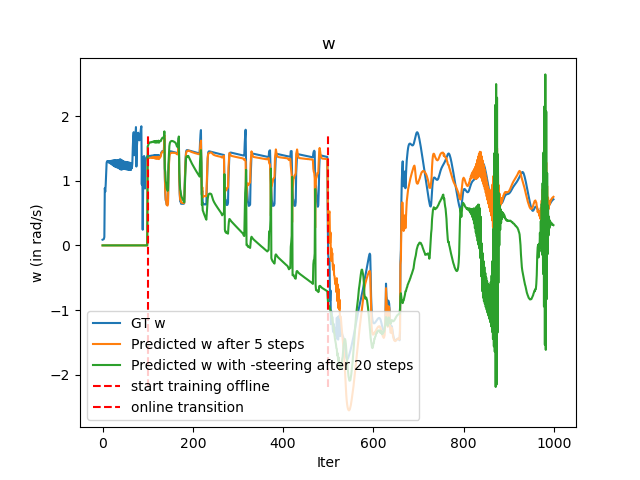 w
w (in rad/s)
2
1
0
−1
−2
GT w
Predicted w after 5 steps
Predicted w with -steering after 20 steps
start training offline
online transition
0
200
400
600
800
1000
Iter